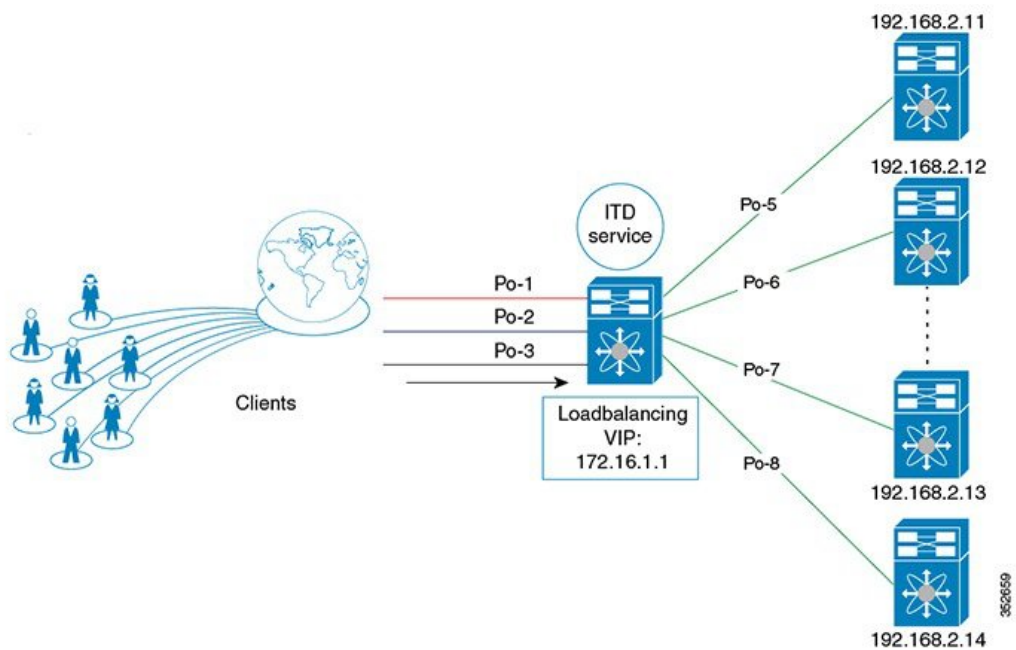 192.168.2.11
192.168.2.12
Po-5
ITD
service
Po-6
Po-1
Po-2
Po-3
Po-7
Clients
Loadbalancing
VIP:
172.16.1.1
Po-8
192.168.2.13
192.168.2.14
352659